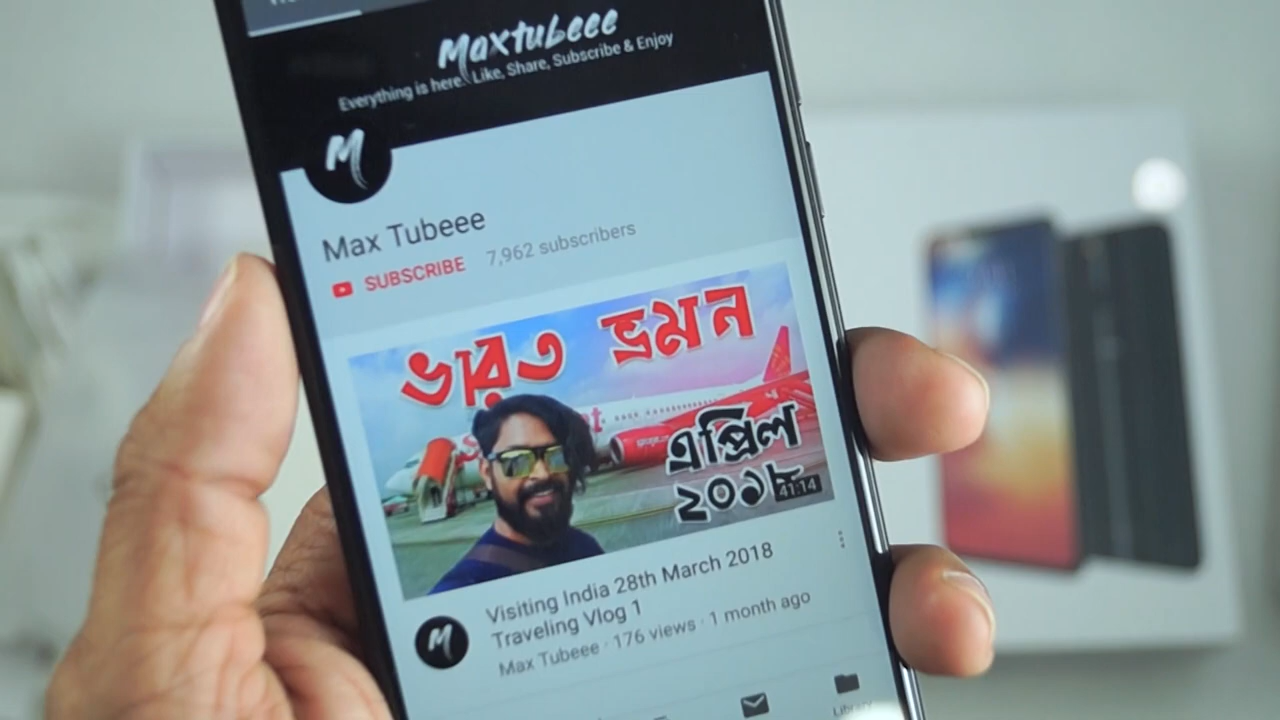 Maxtubeee
Everything is here. Like, Share, Subscribe & Enjoy
M
Max Tubeee
SUBSCRIBE 7,962 subscribers
ভারত ভ্রমন
এপ্রিল
২০১৮
41:14
M
Visiting India 28th March 2018
Traveling Vlog 1
Max Tubeee · 176 views · 1 month ago